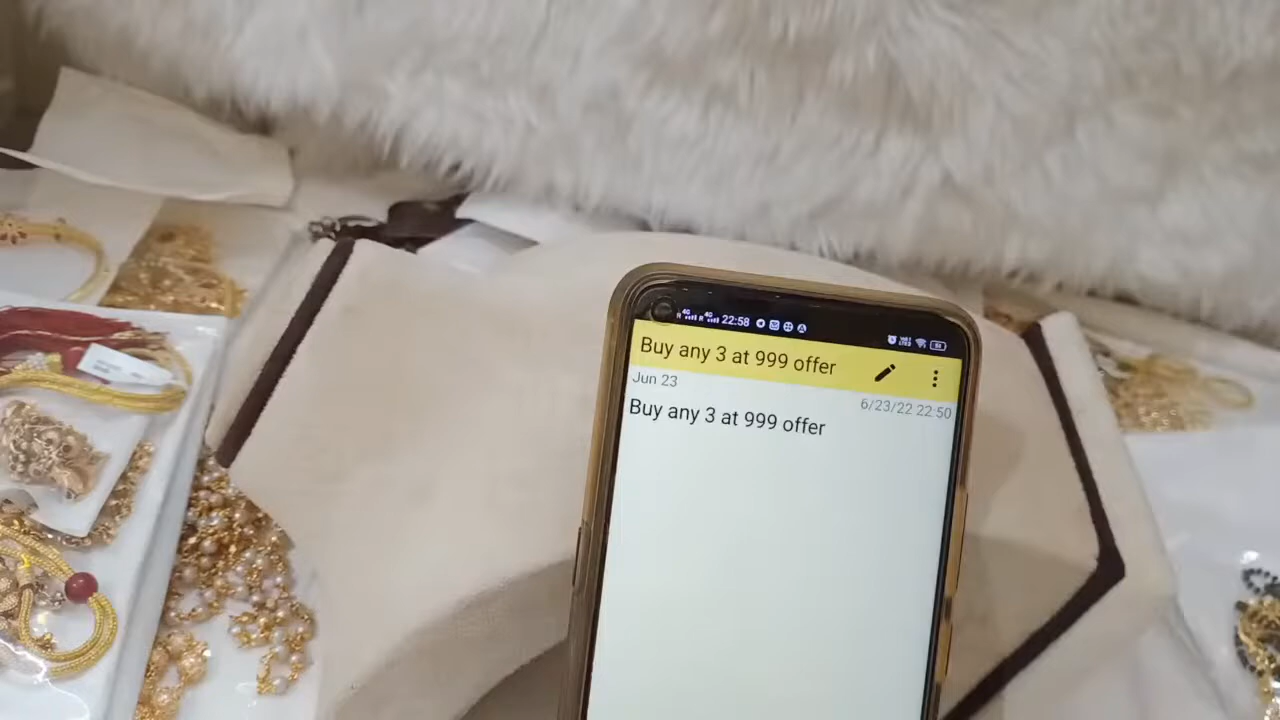 22:58
Buy any 3 at 999 offer
Jun 23
6/23/22 22:50
Buy any 3 at 999 offer